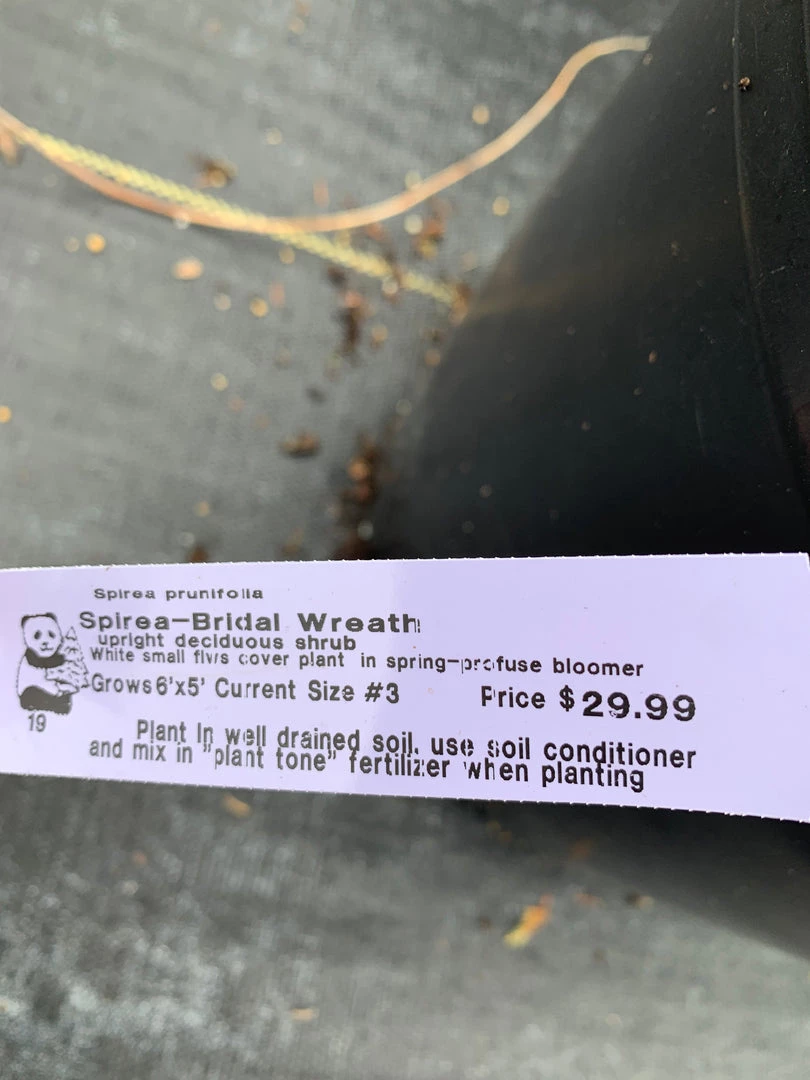 Spirea prunifolia
Spirea-Bridal Wreath
upright deciduous shrub
White small flwrs cover plant in spring-profuse bloomer
Grows 6'x5' Current Size #3 Price $29.99
19
Plant In well drained soil, use soil conditioner
and mix in "plant tone" fertilizer when planting